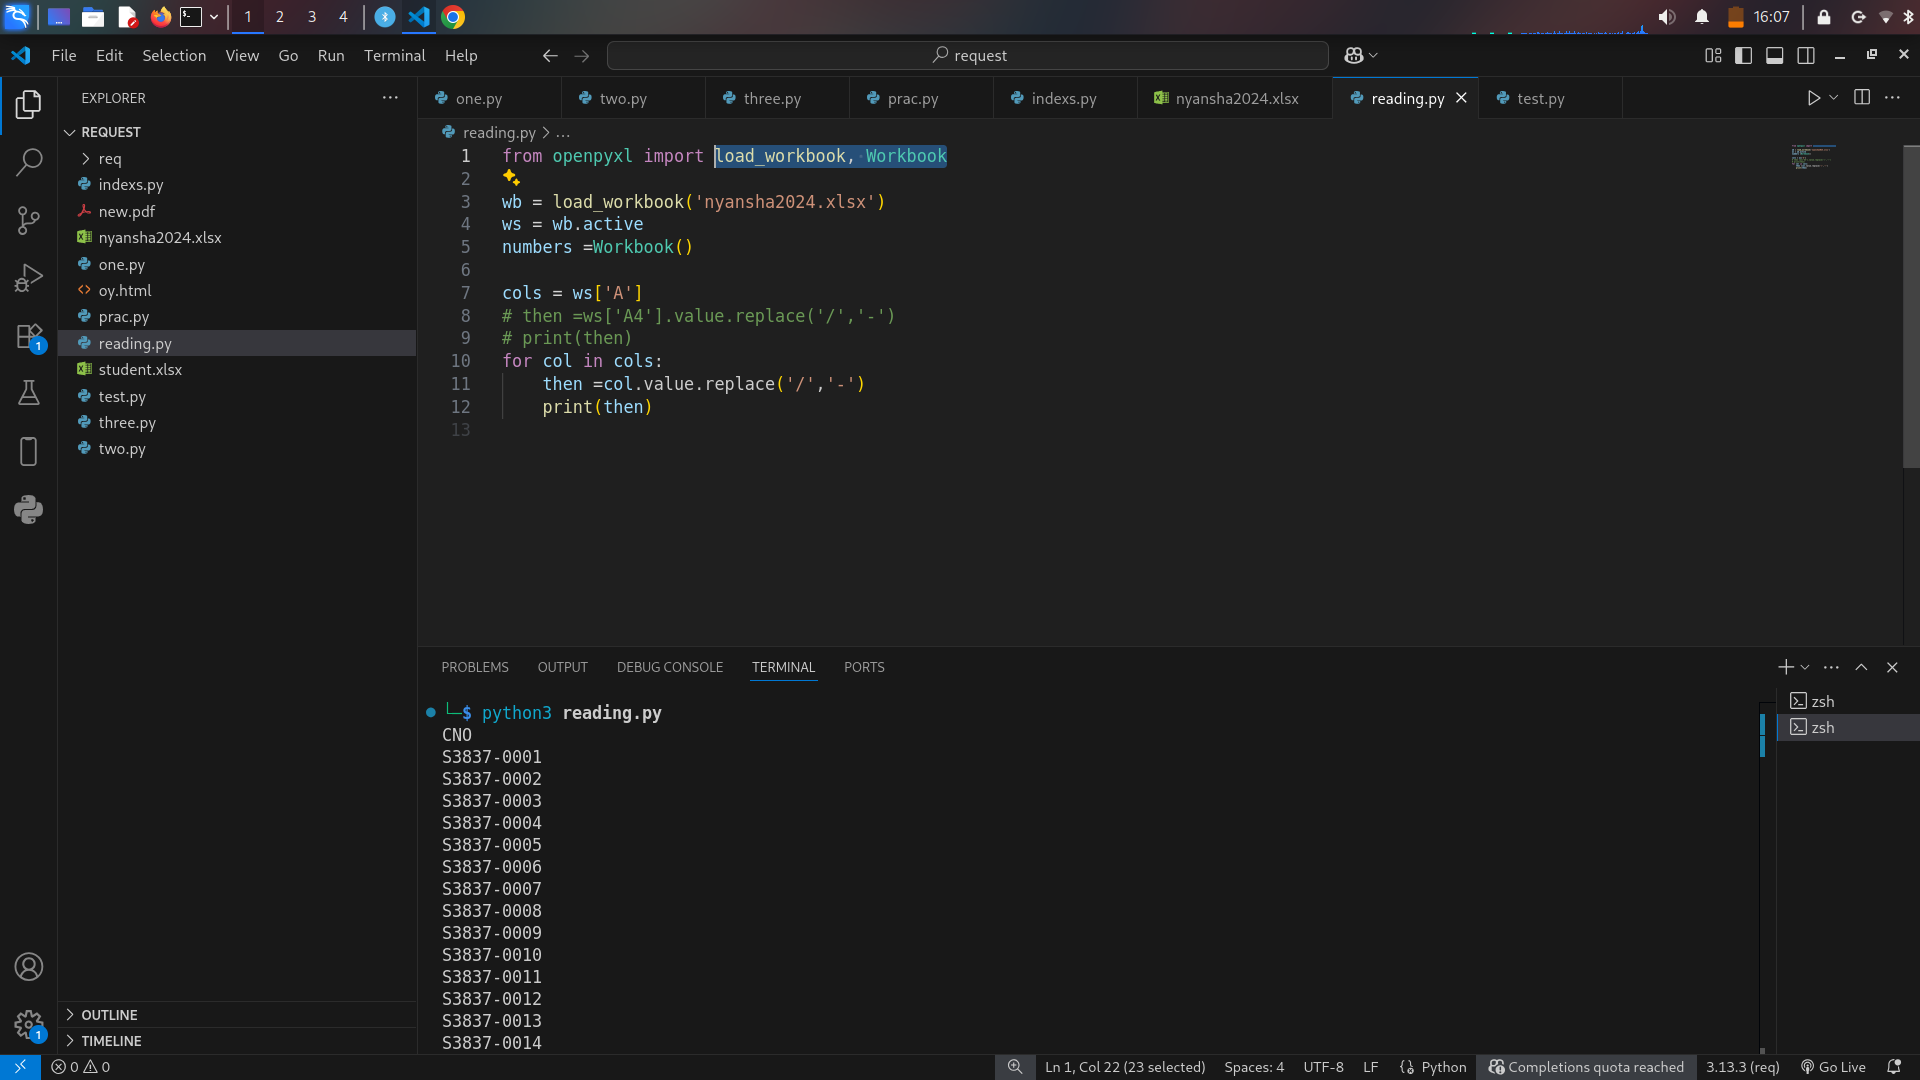 1 2 3 4 16:07
File Edit Selection View Go Run Terminal Help request
EXPLORER
REQUEST
req
indexs.py
new.pdf
nyansha2024.xlsx
one.py
oy.html
prac.py
reading.py
student.xlsx
test.py
three.py
two.py
OUTLINE
TIMELINE
one.py two.py three.py prac.py indexs.py nyansha2024.xlsx reading.py test.py
reading.py > ...
1 from openpyxl import load_workbook, Workbook
2
3 wb = load_workbook('nyansha2024.xlsx')
4 ws = wb.active
5 numbers =Workbook()
6
7 cols = ws['A']
8 # then =ws['A4'].value.replace('/','-')
9 # print(then)
10 for col in cols:
11 then =col.value.replace('/','-')
12 print(then)
13
PROBLEMS OUTPUT DEBUG CONSOLE TERMINAL PORTS
└─$ python3 reading.py
CNO
S3837-0001
S3837-0002
S3837-0003
S3837-0004
S3837-0005
S3837-0006
S3837-0007
S3837-0008
S3837-0009
S3837-0010
S3837-0011
S3837-0012
S3837-0013
S3837-0014
zsh
zsh
1
1
0 0 Ln 1, Col 22 (23 selected) Spaces: 4 UTF-8 LF {} Python Completions quota reached 3.13.3 (req) Go Live